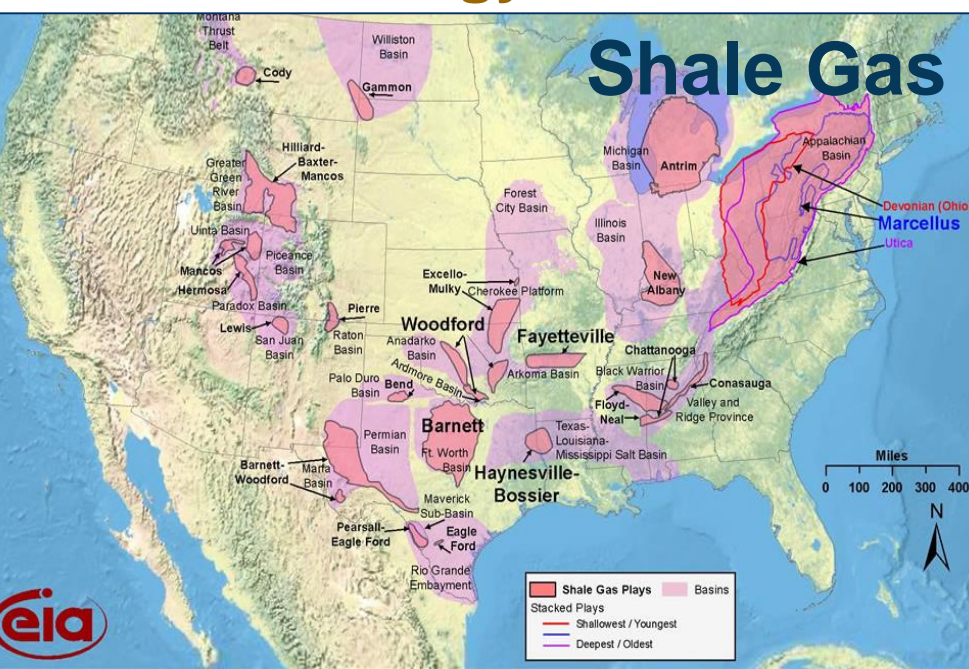 gy
Shale Gas
Montana
Thrust
Belt
Cody
Williston
Basin
Gammon
Hilliard-
Baxter-
Mancos
Greater
Green
River
Basin
Uinta Basin
Mancos
Piceance
Basin
Hermosa
Paradox Basin
Lewis
San Juan
Basin
Pierre
Raton
Basin
Michigan
Basin
Antrim
Appalachian
Basin
Devonian (Ohio
Marcellus
Utica
Forest
City Basin
Illinois
Basin
New
Albany
Excello-
Mulky
Cherokee Platform
Woodford
Anadarko
Basin
Ardmore Basin
Fayetteville
Arkoma Basin
Chattanooga
Black Warrior
Basin
Conasauga
Floyd-
Neal
Valley and
Ridge Province
Palo Duro
Basin
Bend
Permian
Basin
Barnett
Ft. Worth
Basin
Texas-
Louisiana-
Mississippi Salt Basin
Haynesville-
Bossier
Barnett-
Woodford
Marfa
Basin
Maverick
Sub-Basin
Pearsall-
Eagle Ford
Eagle
Ford
Rio Grande
Embayment
Miles
0 100 200 300 400
N
Shale Gas Plays Basins
Stacked Plays
Shallowest / Youngest
Deepest / Oldest
eia